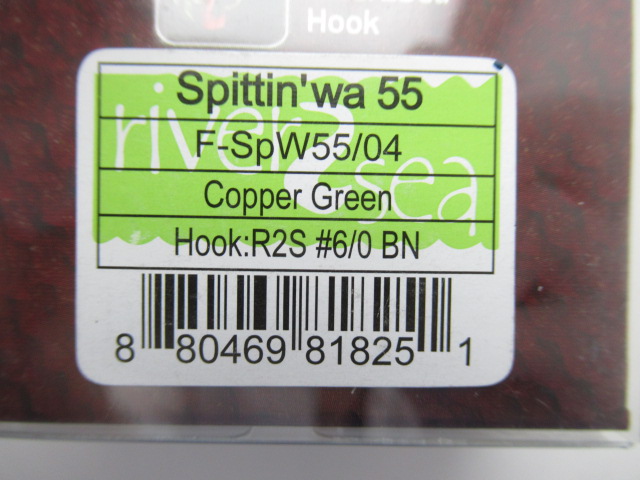 Hook
Spittin'wa 55
river2sea
F-SpW55/04
Copper Green
Hook:R2S #6/0 BN
8 80469 81825 1